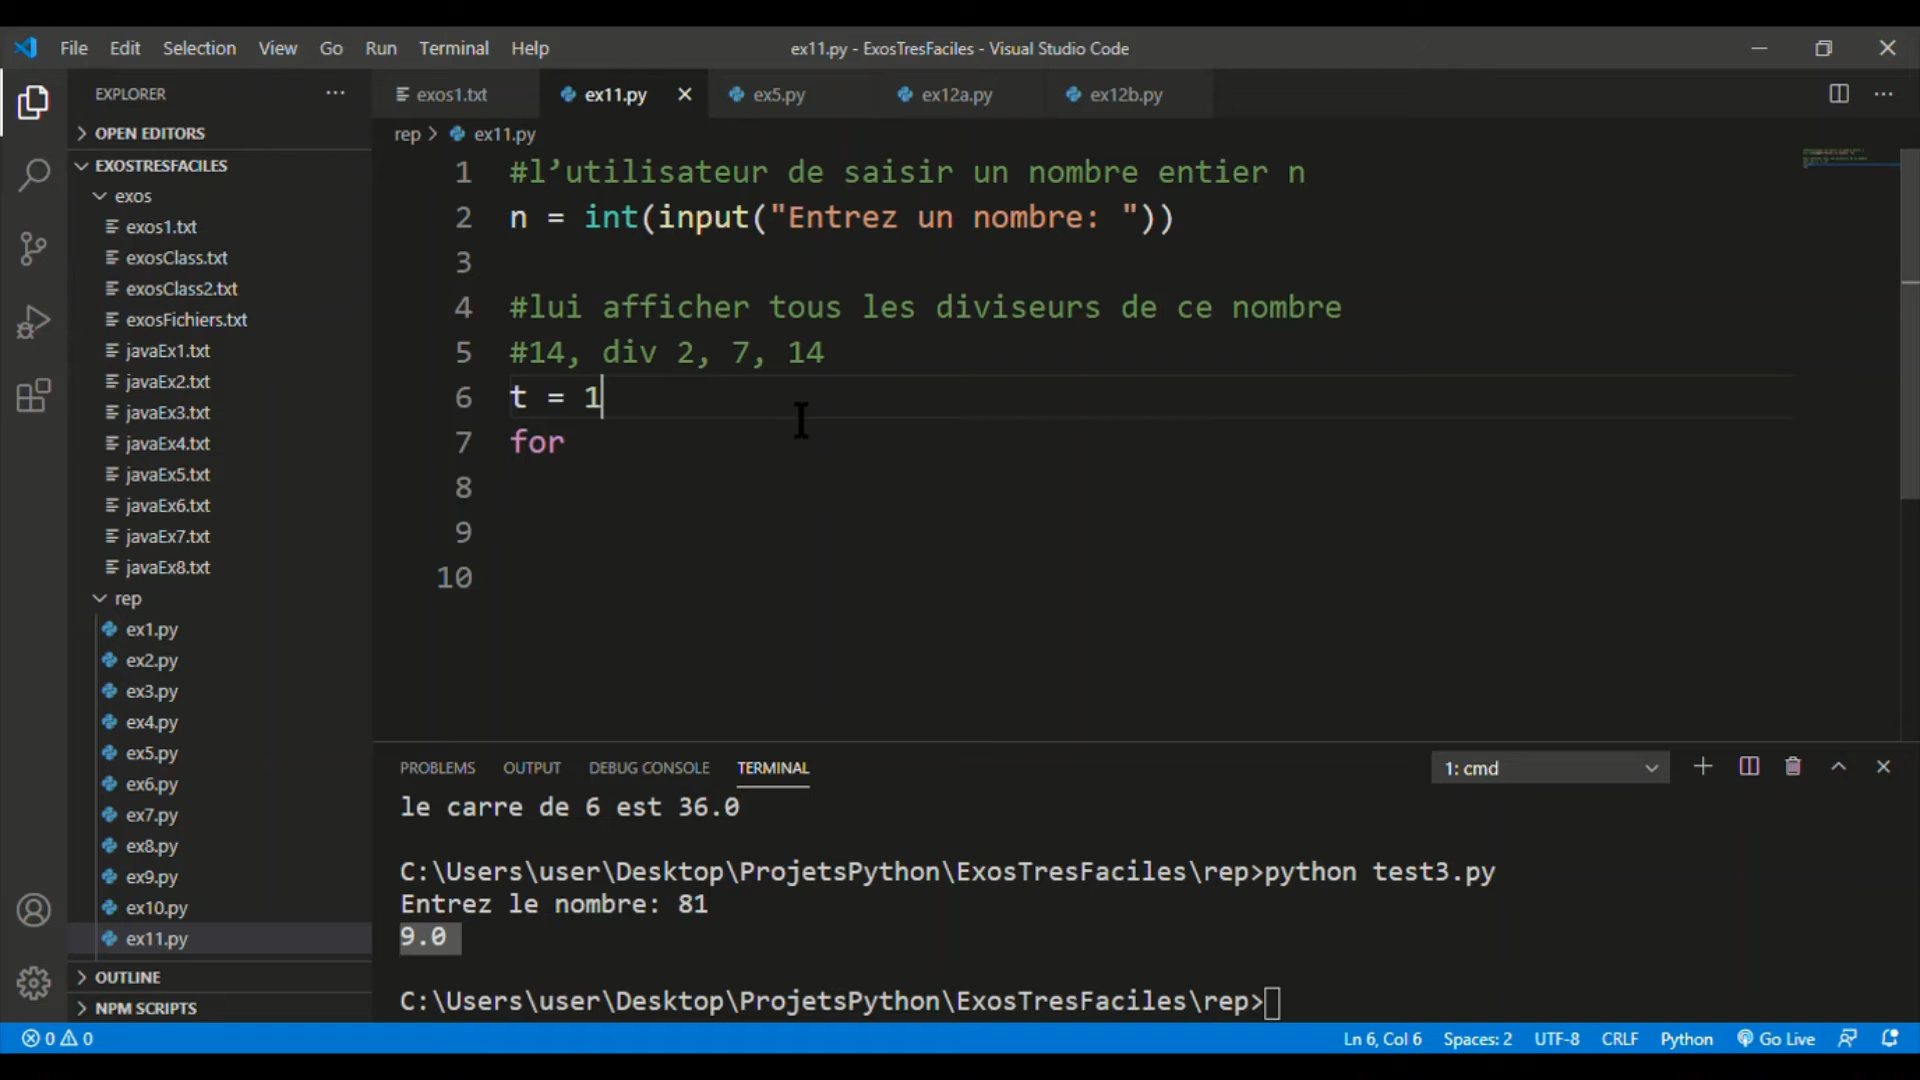 File Edit Selection View Go Run Terminal Help
ex11.py - ExosTresFaciles - Visual Studio Code
EXPLORER
exos1.txt ex11.py ex5.py ex12a.py ex12b.py
OPEN EDITORS
EXOSTRESFACILES
exos
exos1.txt
exosClass.txt
exosClass2.txt
exosFichiers.txt
javaEx1.txt
javaEx2.txt
javaEx3.txt
javaEx4.txt
javaEx5.txt
javaEx6.txt
javaEx7.txt
javaEx8.txt
rep
ex1.py
ex2.py
ex3.py
ex4.py
ex5.py
ex6.py
ex7.py
ex8.py
ex9.py
ex10.py
ex11.py
OUTLINE
NPM SCRIPTS
rep > ex11.py
1 #l’utilisateur de saisir un nombre entier n
2 n = int(input("Entrez un nombre: "))
3
4 #lui afficher tous les diviseurs de ce nombre
5 #14, div 2, 7, 14
6 t = 1
7 for
8
9
10
PROBLEMS OUTPUT DEBUG CONSOLE TERMINAL
1: cmd
le carre de 6 est 36.0
C:\Users\user\Desktop\ProjetsPython\ExosTresFaciles\rep>python test3.py
Entrez le nombre: 81
9.0
C:\Users\user\Desktop\ProjetsPython\ExosTresFaciles\rep>
0 0
Ln 6, Col 6 Spaces: 2 UTF-8 CRLF Python Go Live